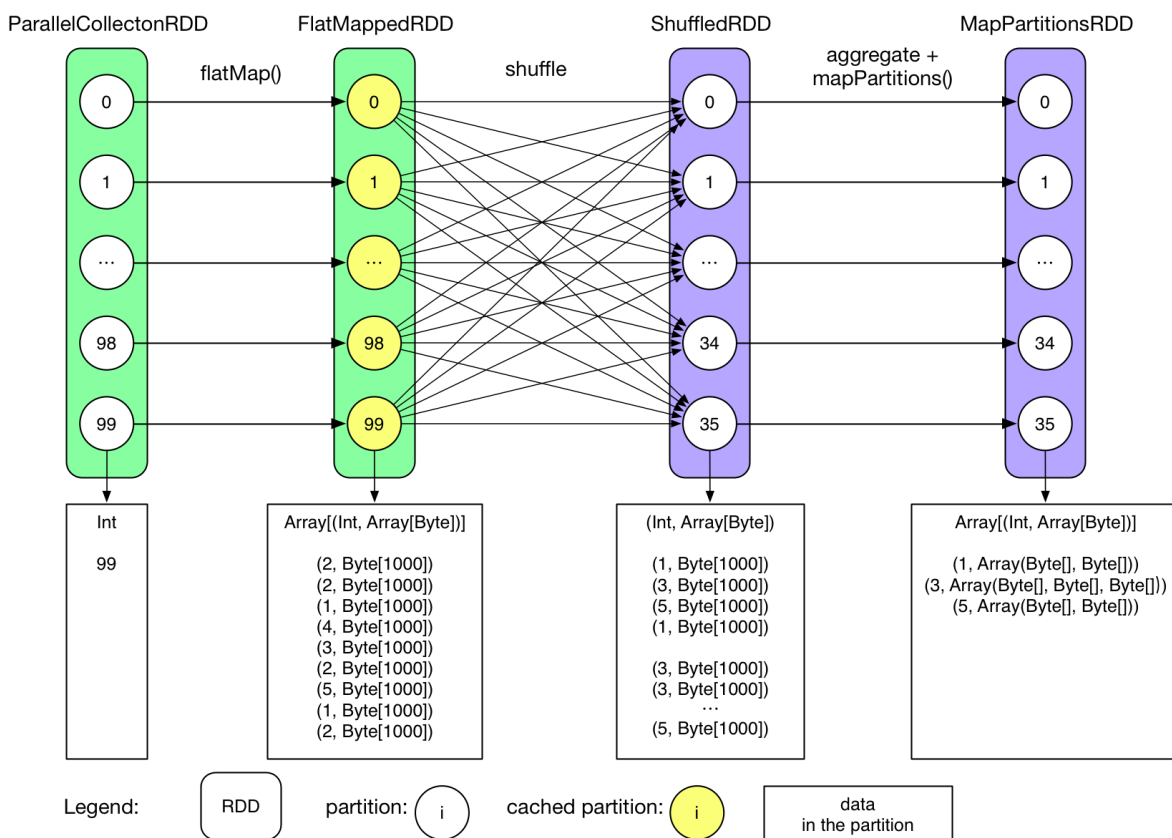 ParallelCollectonRDD
FlatMappedRDD
ShuffledRDD
MapPartitionsRDD
flatMap()
shuffle
aggregate +
mapPartitions()
0
0
0
0
1
1
1
1
...
...
...
...
98
98
34
34
99
99
35
35
Int
99
Array[(Int, Array[Byte])]
(2, Byte[1000])
(2, Byte[1000])
(1, Byte[1000])
(4, Byte[1000])
(3, Byte[1000])
(2, Byte[1000])
(5, Byte[1000])
(1, Byte[1000])
(2, Byte[1000])
(Int, Array[Byte])
(1, Byte[1000])
(3, Byte[1000])
(5, Byte[1000])
(1, Byte[1000])
(3, Byte[1000])
(3, Byte[1000])
...
(5, Byte[1000])
Array[(Int, Array[Byte])]
(1, Array(Byte[], Byte[]))
(3, Array(Byte[], Byte[], Byte[]))
(5, Array(Byte[], Byte[]))
Legend:
RDD
partition:
i
cached partition:
i
data
in the partition